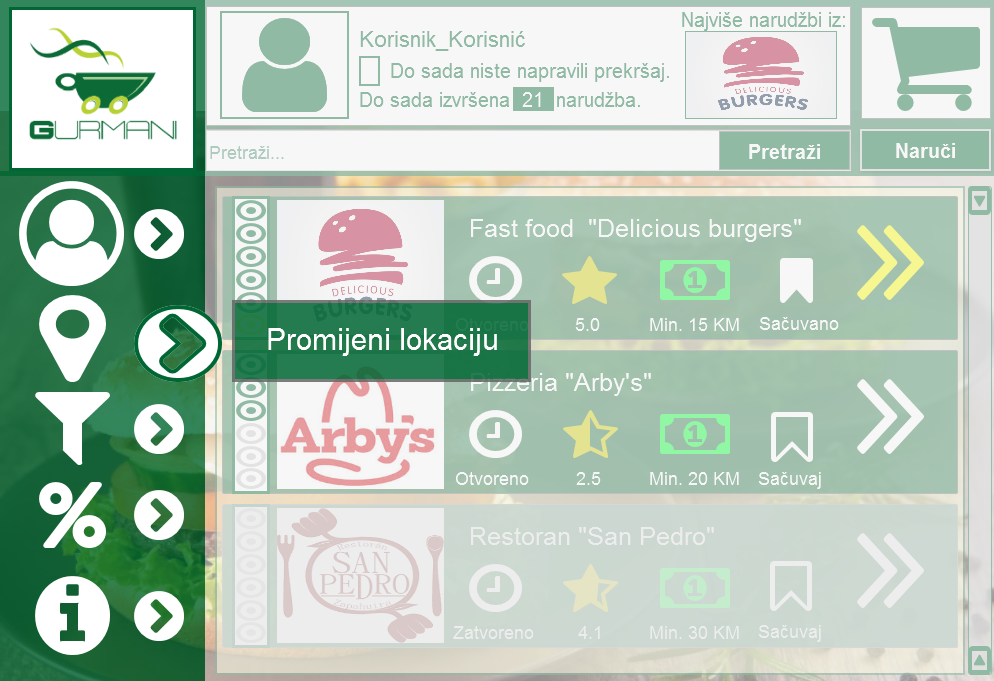 GURMANI
Korisnik_Korisnić
Do sada niste napravili prekršaj.
Do sada izvršena 21 narudžba.
Najviše narudžbi iz:
DELICIOUS
BURGERS
Pretraži...
Pretraži
Naruči
DELICIOUS
BURGERS
Fast food "Delicious burgers"
Otvoreno
5.0
Min. 15 KM
Sačuvano
Promijeni lokaciju
Arby's
Pizzeria "Arby's"
Otvoreno
2.5
Min. 20 KM
Sačuvaj
Restoran
SAN
PEDRO
Restoran "San Pedro"
Zatvoreno
4.1
Min. 30 KM
Sačuvaj